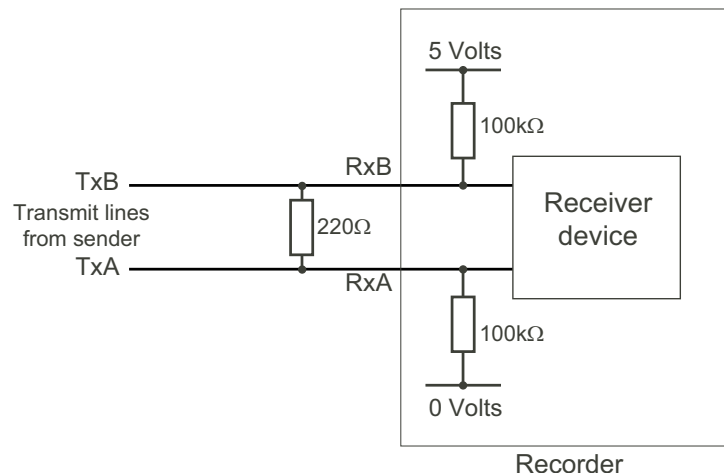 5 Volts
100kΩ
RxB
TxB
Transmit lines
from sender
220Ω
Receiver
device
TxA
RxA
100kΩ
0 Volts
Recorder